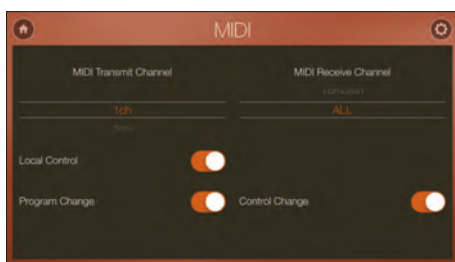 MIDI
MIDI Transmit Channel
MIDI Receive Channel
1ch
ALL
Local Control
Program Change
Control Change